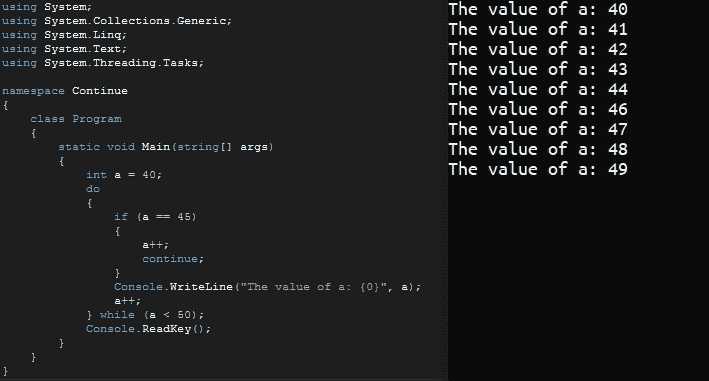 using System;
using System.Collections.Generic;
using System.Linq;
using System.Text;
using System.Threading.Tasks;
namespace Continue
{
    class Program
    {
        static void Main(string[] args)
        {
            int a = 40;
            do
            {
                if (a == 45)
                {
                    a++;
                    continue;
                }
                Console.WriteLine("The value of a: {0}", a);
                a++;
            } while (a < 50);
            Console.ReadKey();
        }
    }
}
The value of a: 40
The value of a: 41
The value of a: 42
The value of a: 43
The value of a: 44
The value of a: 46
The value of a: 47
The value of a: 48
The value of a: 49